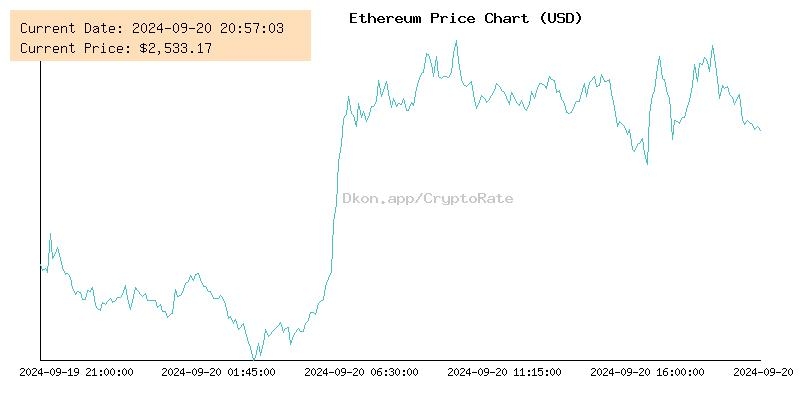 Ethereum Price Chart (USD)
Current Date: 2024-09-20 20:57:03
Current Price: $2,533.17
Dkon.app/CryptoRate
2024-09-19 21:00:00 2024-09-20 01:45:00 2024-09-20 06:30:00 2024-09-20 11:15:00 2024-09-20 16:00:00 2024-09-20